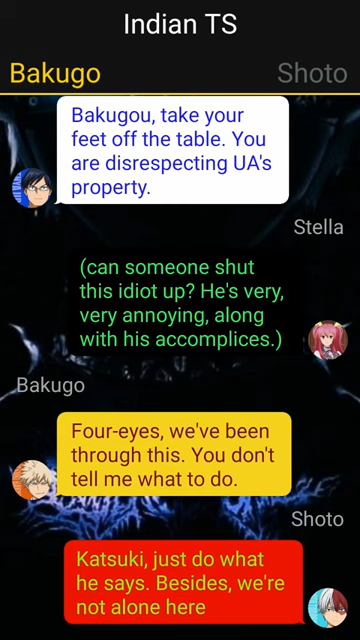 Indian TS
Bakugo
Shoto
Bakugou, take your
feet off the table. You
are disrespecting UA's
property.
Stella
(can someone shut
this idiot up? He's very,
very annoying, along
with his accomplices.)
Bakugo
Four-eyes, we've been
through this. You don't
tell me what to do.
Shoto
Katsuki, just do what
he says. Besides, we're
not alone here